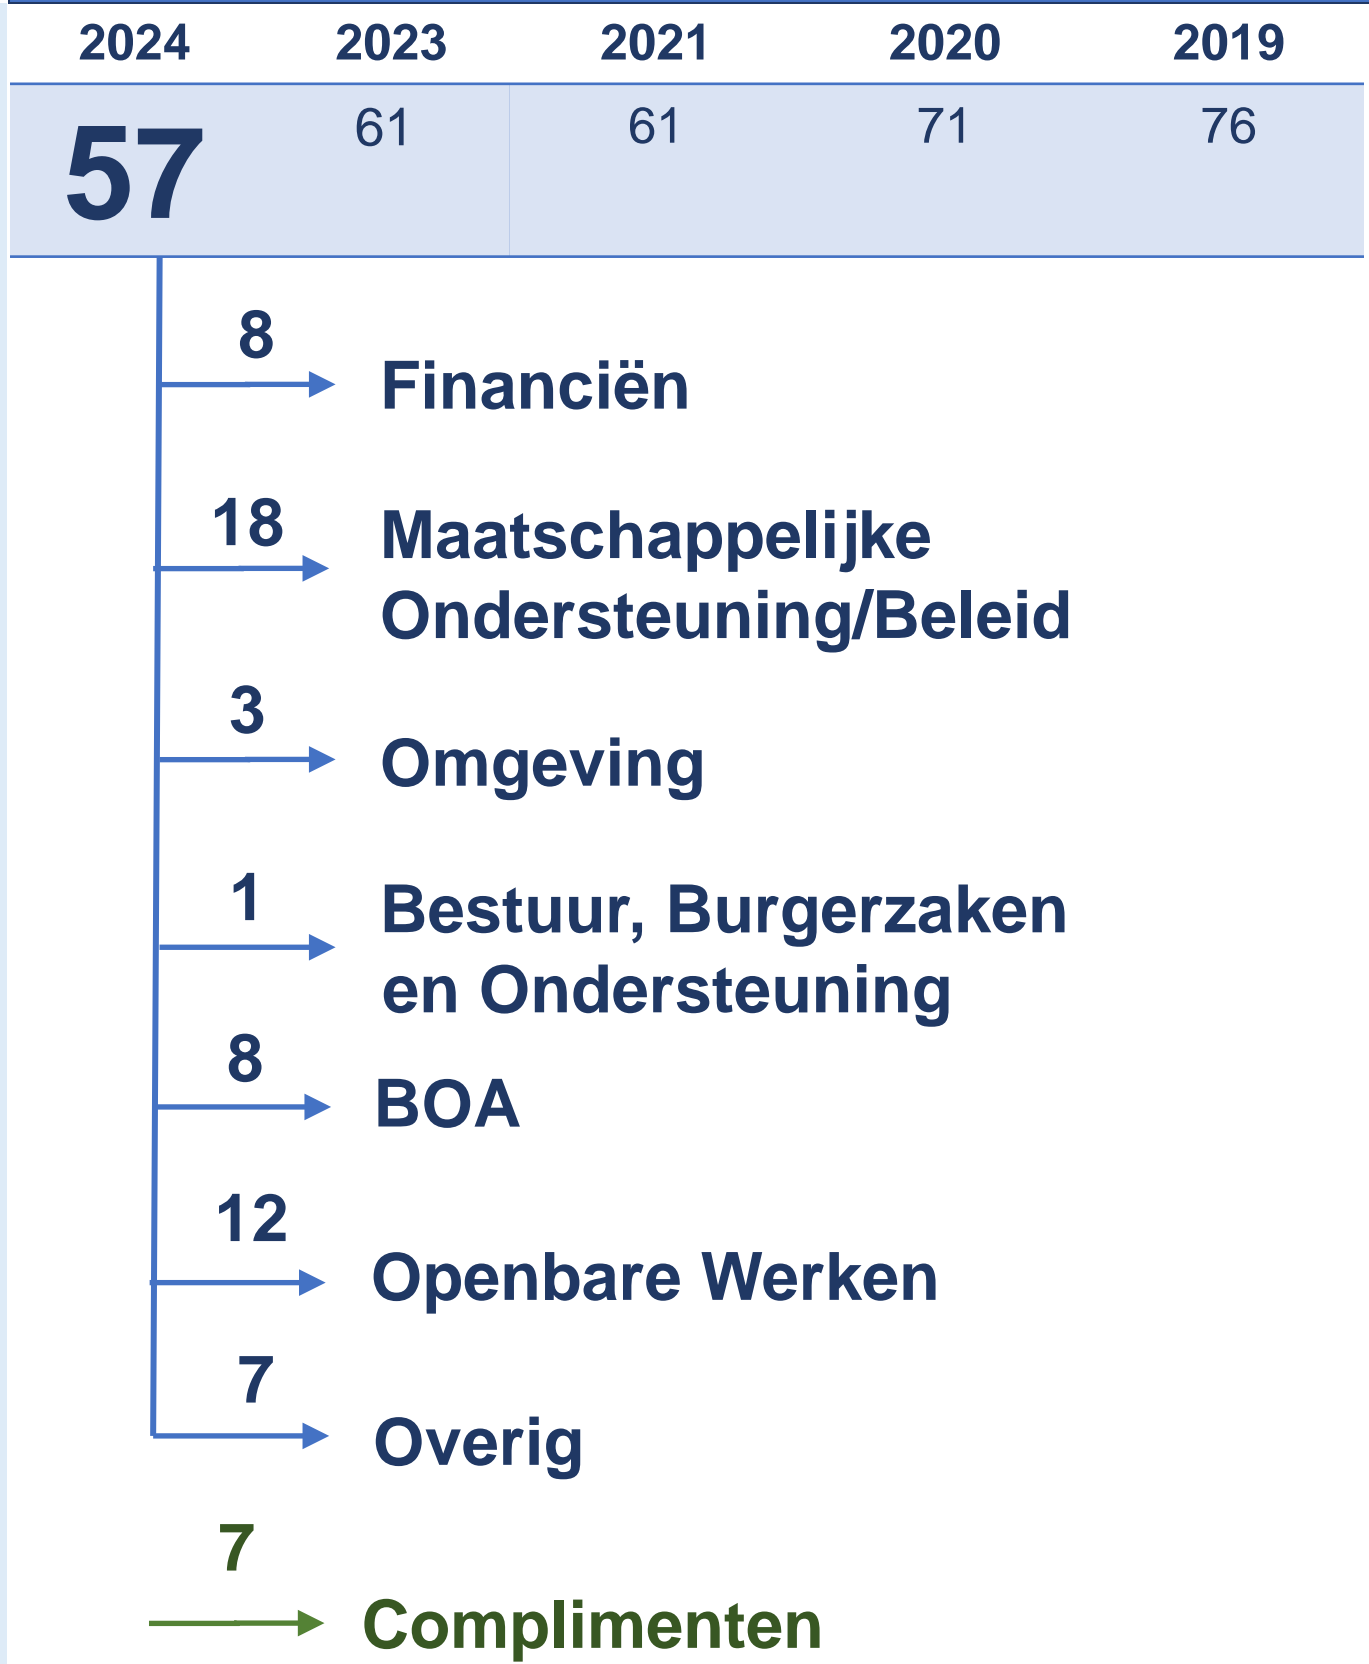 2024 2023 2021 2020 2019
57 61 61 71 76
8
Financiën
18
Maatschappelijke
Ondersteuning/Beleid
3
Omgeving
1
Bestuur, Burgerzaken
en Ondersteuning
8
BOA
12
Openbare Werken
7
Overig
7
Complimenten